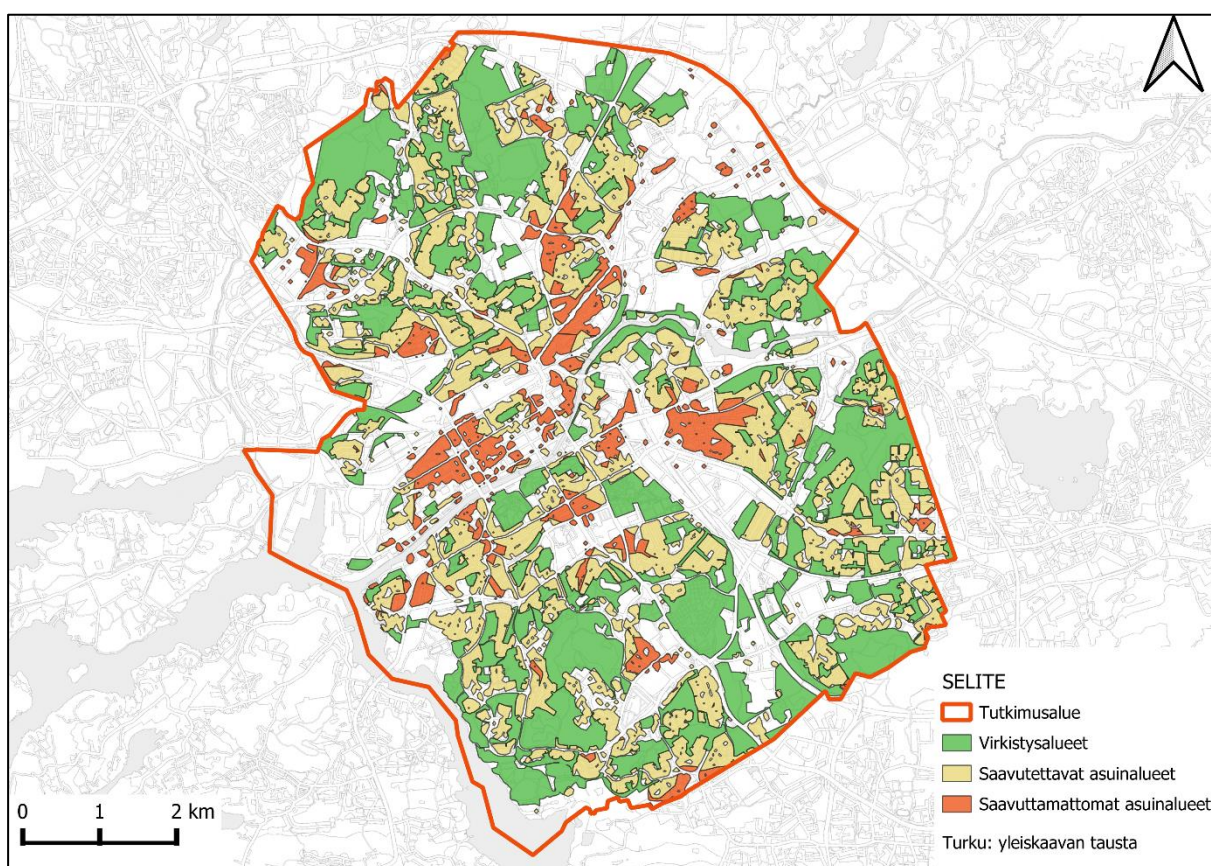 SELITE
Tutkimusalue
Virkistysalueet
Saavutettavat asuinalueet
Saavuttamattomat asuinalueet
Turku: yleiskaavan tausta
0 1 2 km